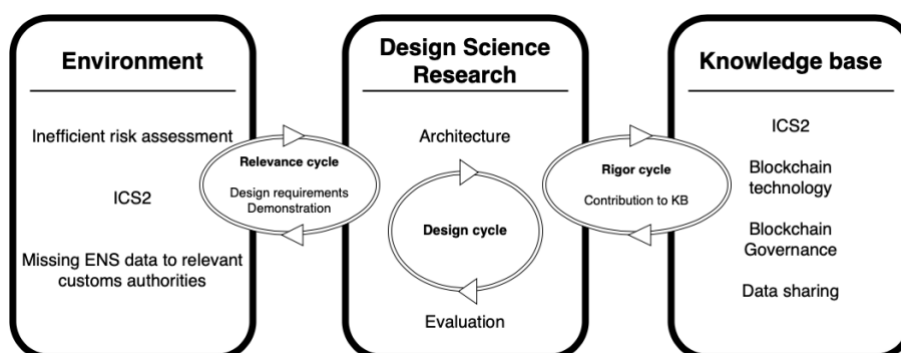 Environment
Inefficient risk assessment
ICS2
Missing ENS data to relevant
customs authorities
Relevance cycle
Design requirements
Demonstration
Design Science
Research
Architecture
Design cycle
Evaluation
Rigor cycle
Contribution to KB
Knowledge base
ICS2
Blockchain
technology
Blockchain
Governance
Data sharing